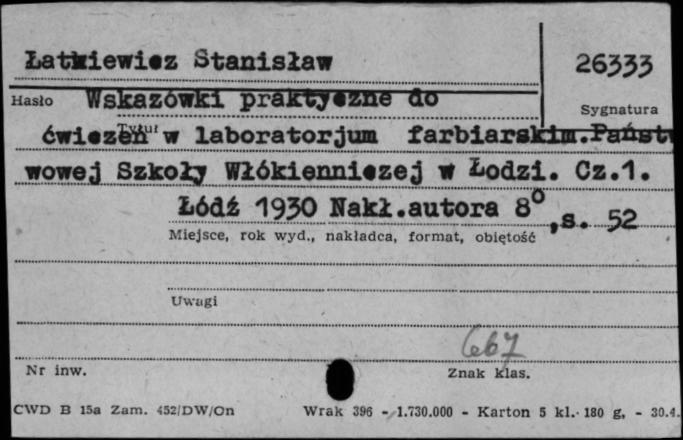 Łatkiewicz Stanisław 26333
Hasło Wskazówki praktyczne do Sygnatura
Tytuł ćwiczeń w laboratorjum farbiarskim.Państ
wowej Szkoły Włókienniczej w Łodzi. Cz.1.
Łódź 1930 Nakł.autora 8⁰,s. 52
Miejsce, rok wyd., nakładca, format, objętość
Uwagi
667
Nr inw. Znak klas.
CWD B 15a Zam. 452/DW/On Wrak 396 - 1.730.000 - Karton 5 kl. 180 g, - 30.4.